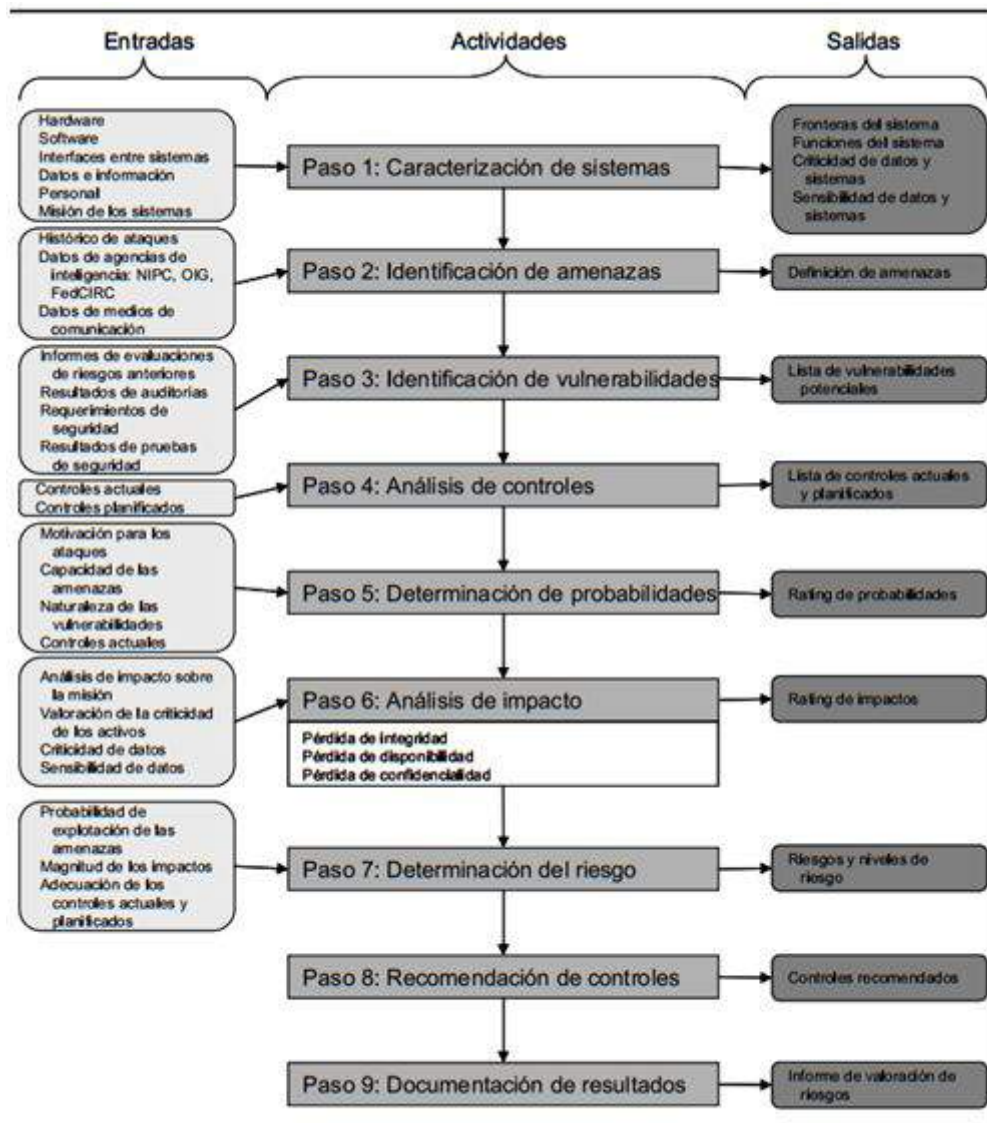 Entradas
Actividades
Salidas
Hardware
Software
Interfaces entre sistemas
Datos e información
Personal
Misión de los sistemas
Paso 1: Caracterización de sistemas
Fronteras del sistema
Funciones del sistema
Criticidad de datos y
sistemas
Sensibilidad de datos y
sistemas
Histórico de ataques
Datos de agencias de
inteligencia: NIPC, OIG,
FedCIRC
Datos de medios de
comunicación
Paso 2: Identificación de amenazas
Definición de amenazas
Informes de evaluaciones
de riesgos anteriores
Resultados de auditorías
Requerimientos de
seguridad
Resultados de pruebas
de seguridad
Paso 3: Identificación de vulnerabilidades
Lista de vulnerabilidades
potenciales
Controles actuales
Controles planificados
Paso 4: Análisis de controles
Lista de controles actuales
y planificados
Motivación para los
ataques
Capacidad de las
amenazas
Naturaleza de las
vulnerabilidades
Controles actuales
Paso 5: Determinación de probabilidades
Rating de probabilidades
Análisis de impacto sobre
la misión
Valoración de la criticidad
de los activos
Criticidad de datos
Sensibilidad de datos
Paso 6: Análisis de impacto
Pérdida de integridad
Pérdida de disponibilidad
Pérdida de confidencialidad
Rating de impactos
Probabilidad de
explotación de las
amenazas
Magnitud de los impactos
Adecuación de los
controles actuales y
planificados
Paso 7: Determinación del riesgo
Riesgos y niveles de
riesgo
Paso 8: Recomendación de controles
Controles recomendados
Paso 9: Documentación de resultados
Informe de valoración de
riesgos